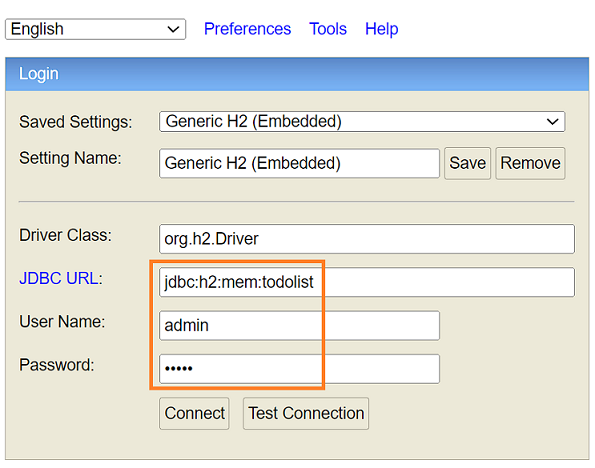 English Preferences Tools Help
Login
Saved Settings: Generic H2 (Embedded)
Setting Name: Generic H2 (Embedded) Save Remove
Driver Class: org.h2.Driver
JDBC URL: jdbc:h2:mem:todolist
User Name: admin
Password: •••••
Connect Test Connection